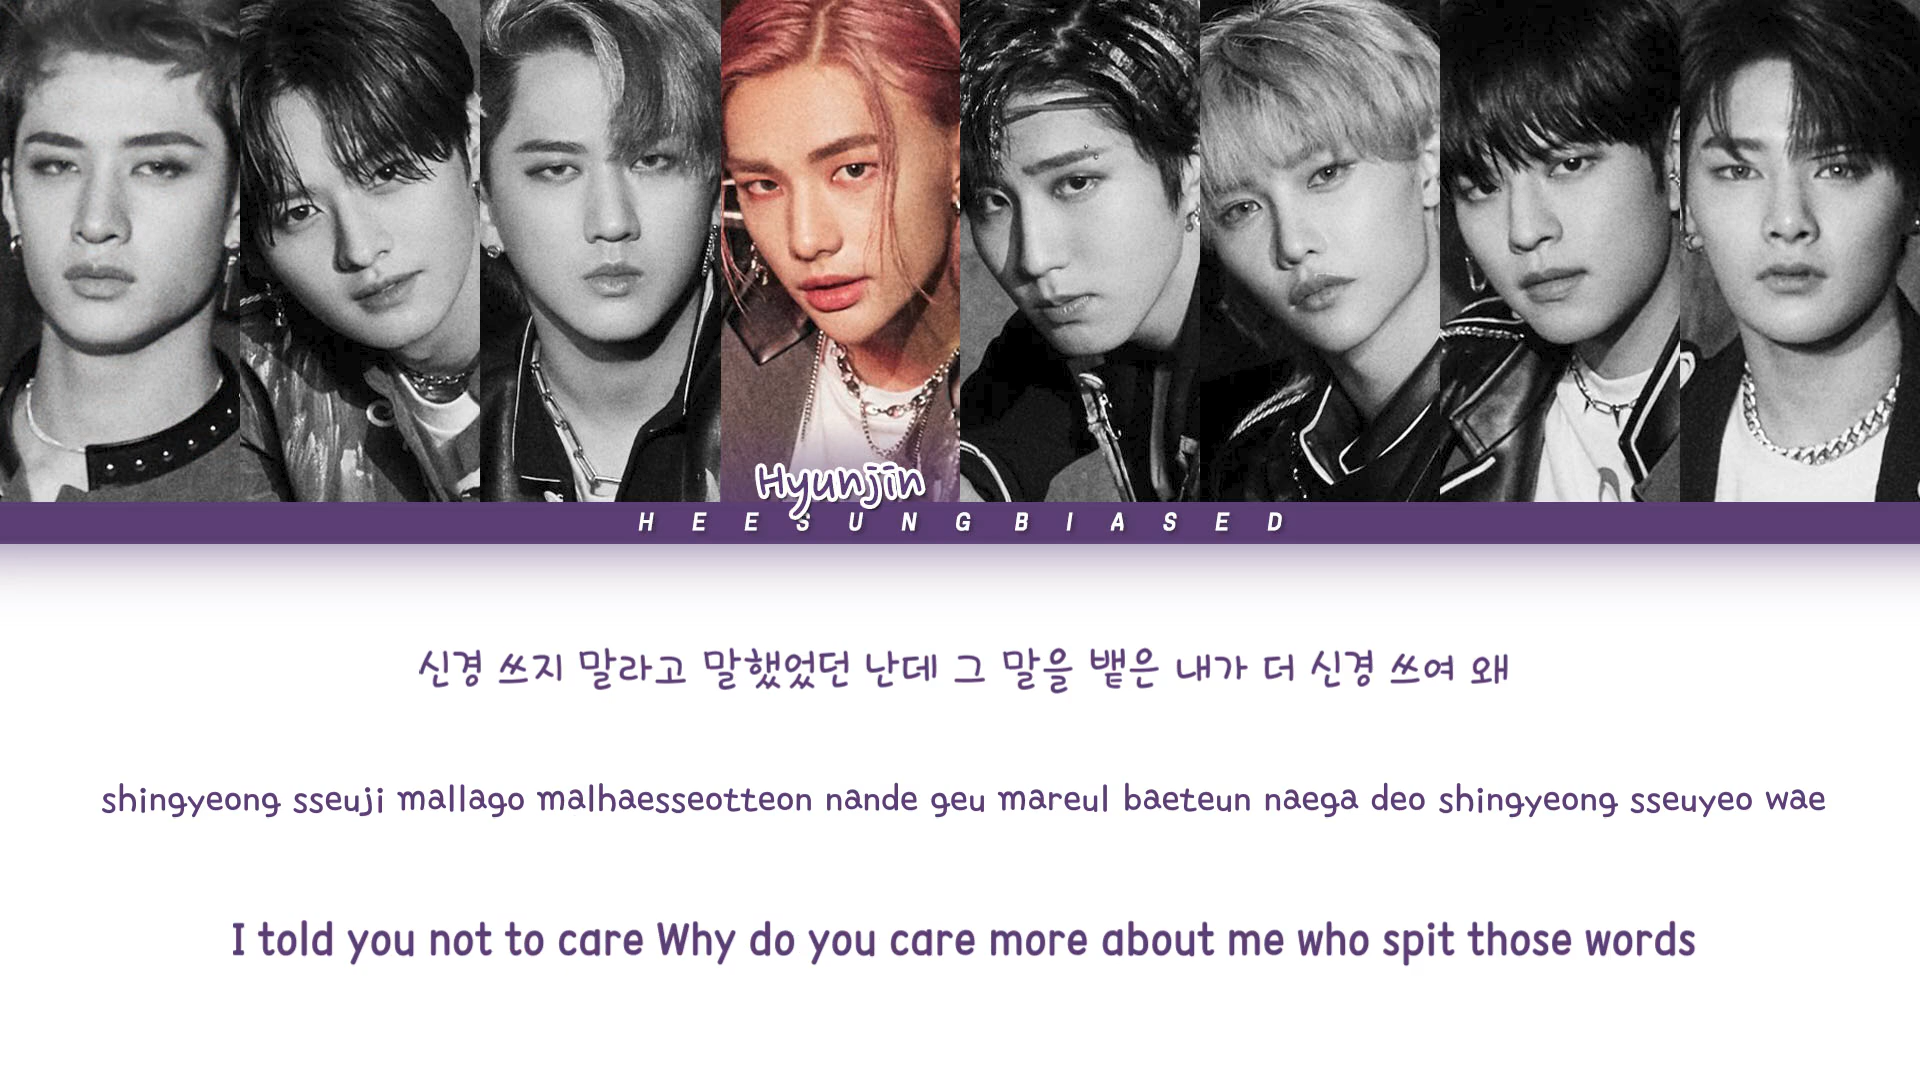 Hyunjin
HEESUNGBIASED
신경 쓰지 말라고 말했었던 난데 그 말을 뱉은 내가 더 신경 쓰여 왜
shingyeong sseuji mallago malhaesseotteon nande geu mareul baeteun naega deo shingyeong sseuyeo wae
I told you not to care Why do you care more about me who spit those words